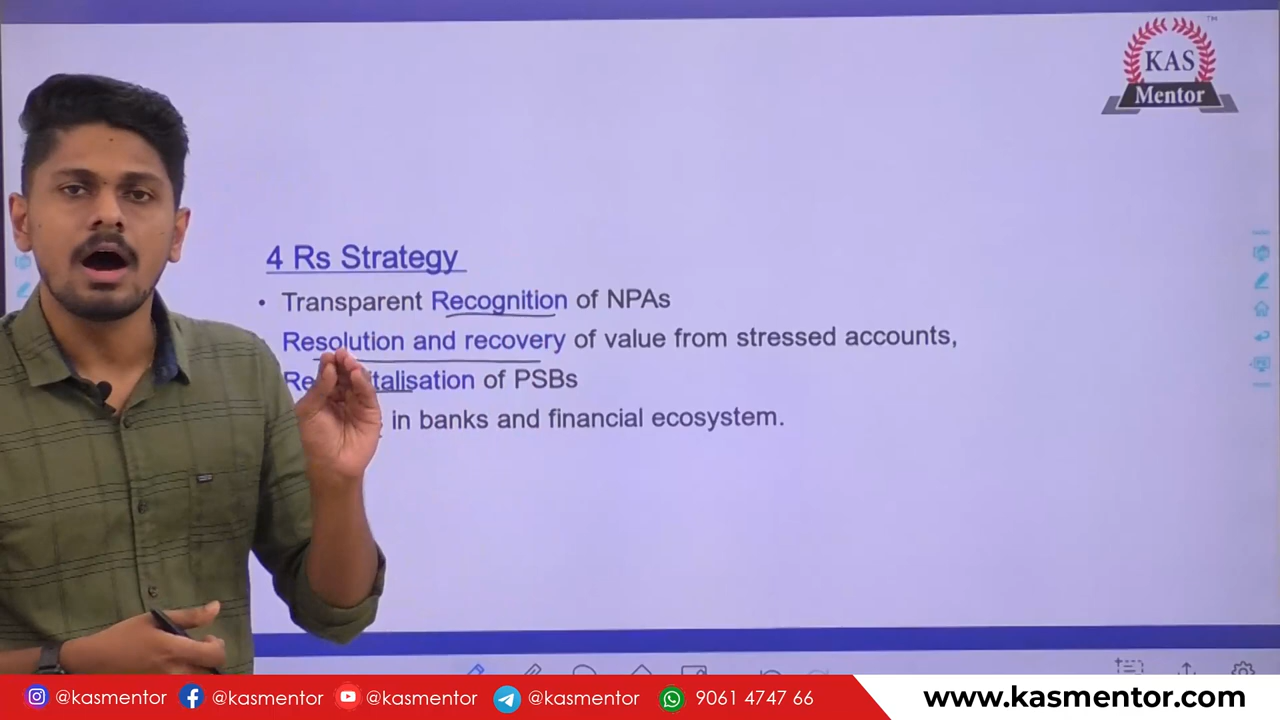 KAS
Mentor
TM
4 Rs Strategy
• Transparent Recognition of NPAs
Resolution and recovery of value from stressed accounts,
of PSBs
in banks and financial ecosystem.
@kasmentor @kasmentor @kasmentor @kasmentor 9061 4747 66
www.kasmentor.com